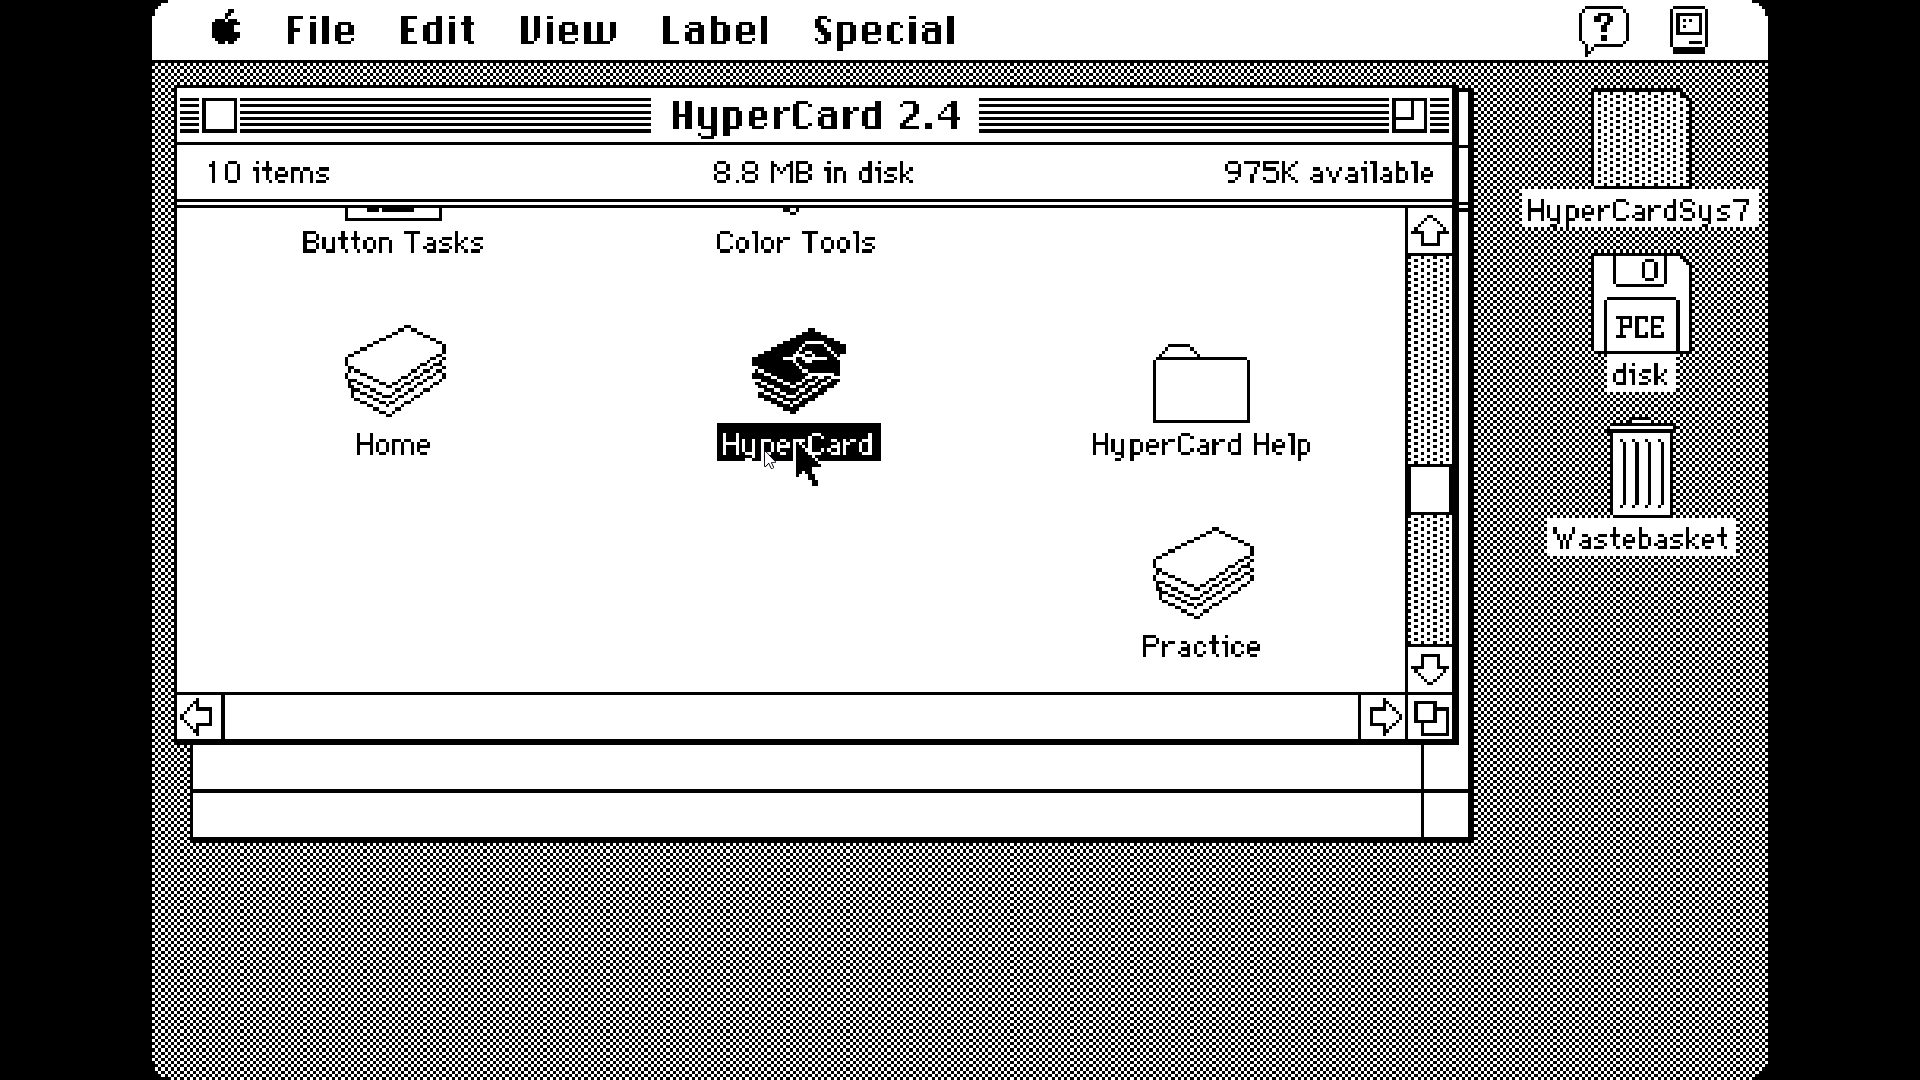 File Edit View Label Special
HyperCard 2.4
10 items 8.8 MB in disk 975K available
Button Tasks Color Tools
Home HyperCard HyperCard Help
Practice
HyperCardSys7
PCE
disk
Wastebasket